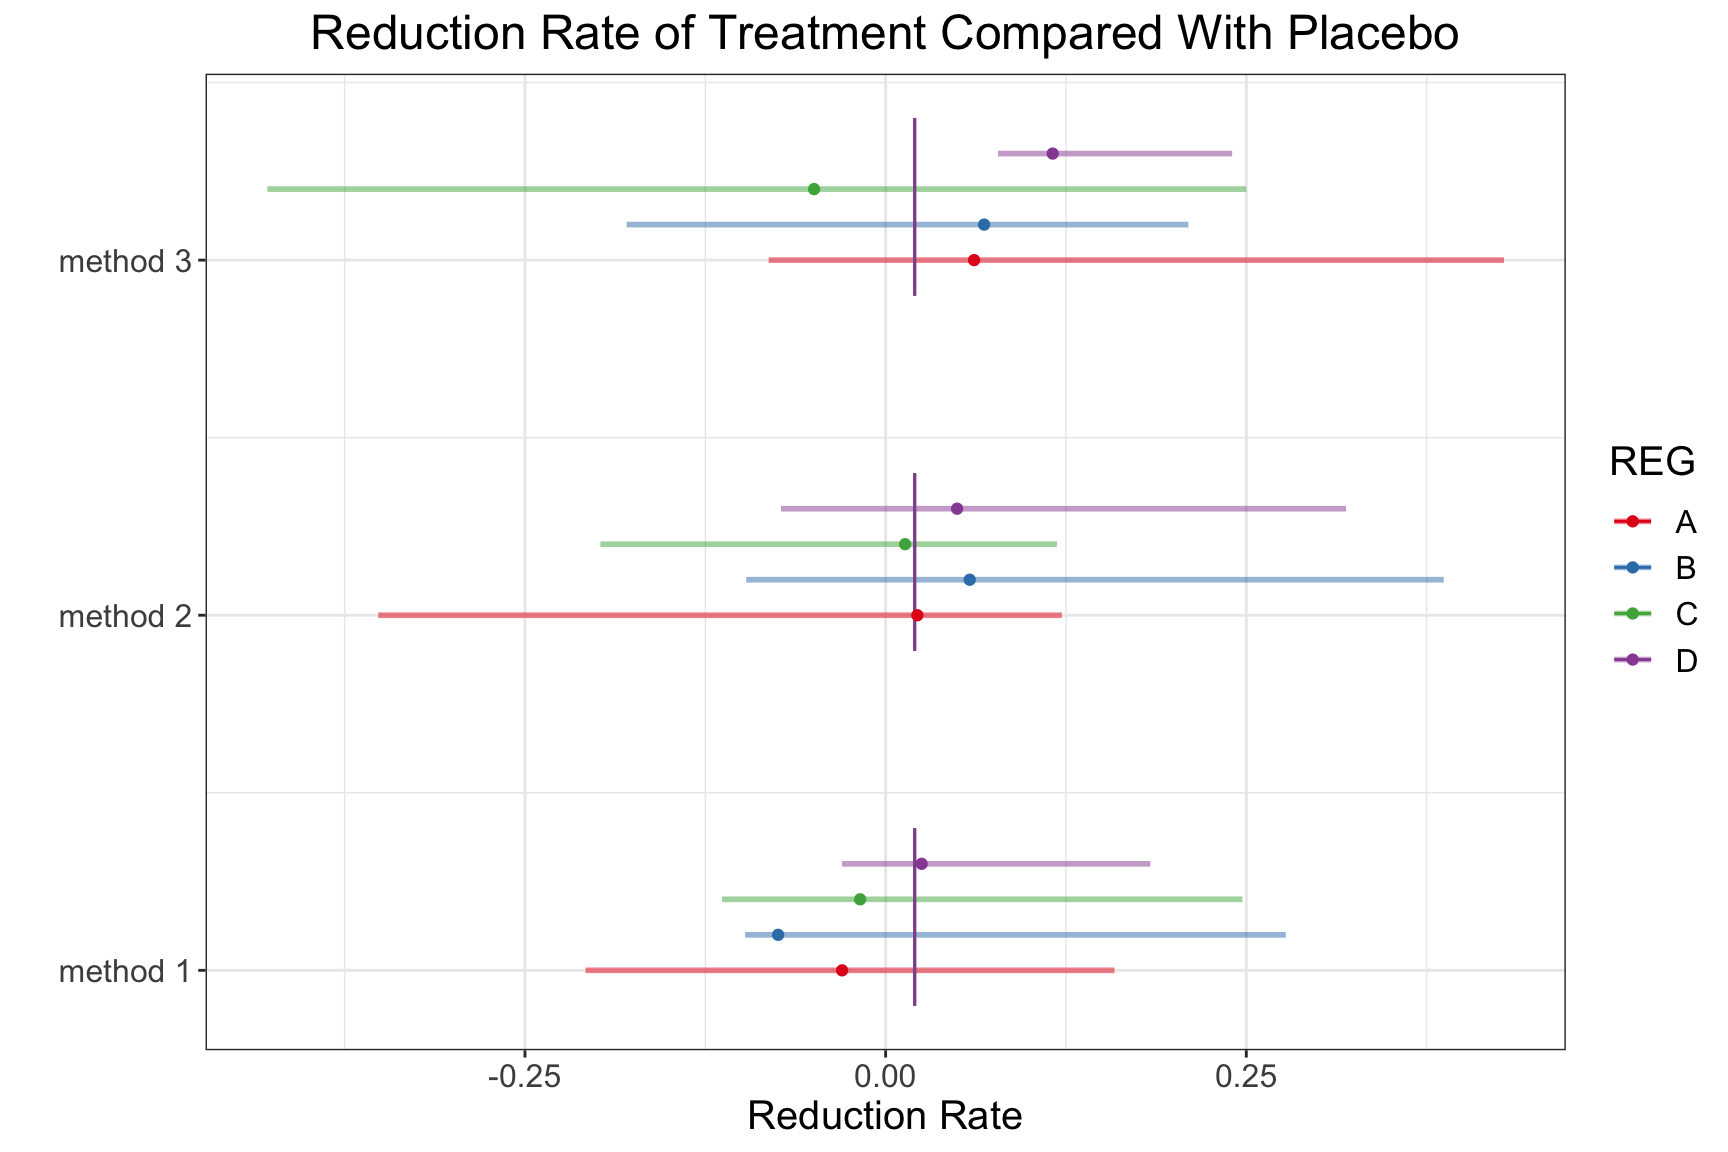 Reduction Rate of Treatment Compared With Placebo
method 3
method 2
method 1
-0.25 0.00 0.25
Reduction Rate
REG
A
B
C
D